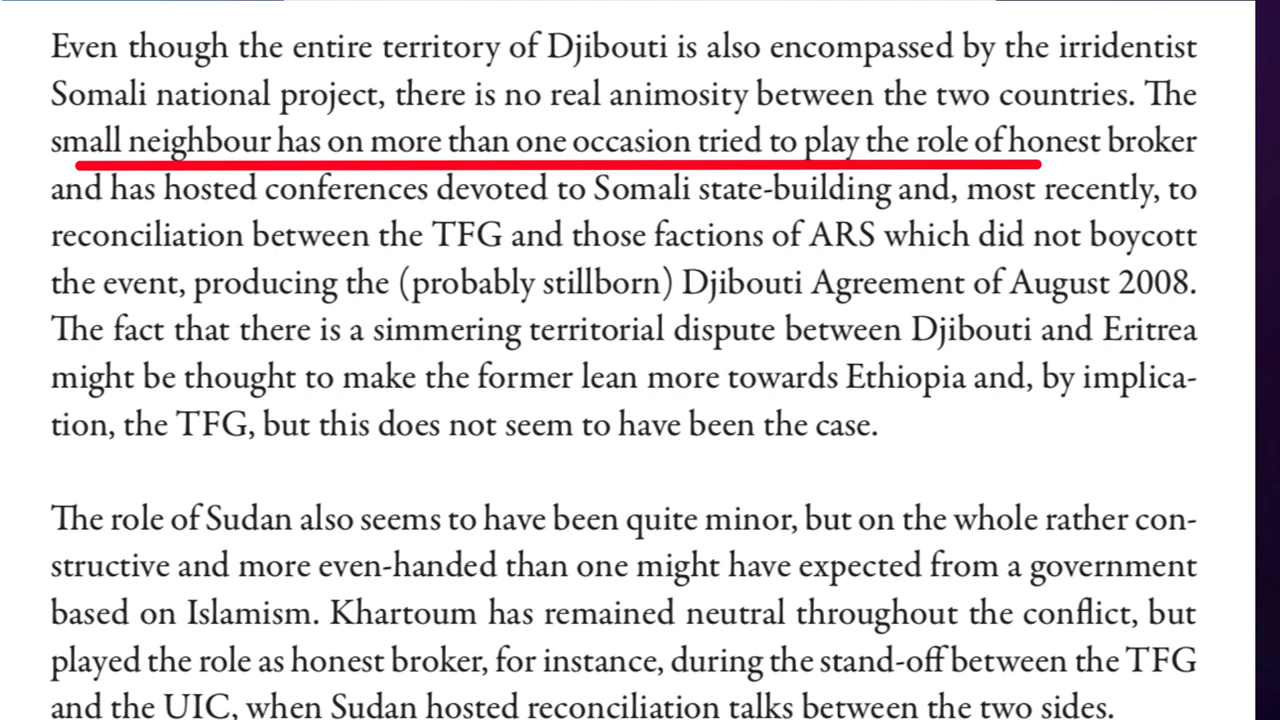 Even though the entire territory of Djibouti is also encompassed by the irridentist
Somali national project, there is no real animosity between the two countries. The
small neighbour has on more than one occasion tried to play the role of honest broker
and has hosted conferences devoted to Somali state-building and, most recently, to
reconciliation between the TFG and those factions of ARS which did not boycott
the event, producing the (probably stillborn) Djibouti Agreement of August 2008.
The fact that there is a simmering territorial dispute between Djibouti and Eritrea
might be thought to make the former lean more towards Ethiopia and, by implica-
tion, the TFG, but this does not seem to have been the case.
The role of Sudan also seems to have been quite minor, but on the whole rather con-
structive and more even-handed than one might have expected from a government
based on Islamism. Khartoum has remained neutral throughout the conflict, but
played the role as honest broker, for instance, during the stand-off between the TFG
and the UIC, when Sudan hosted reconciliation talks between the two sides.